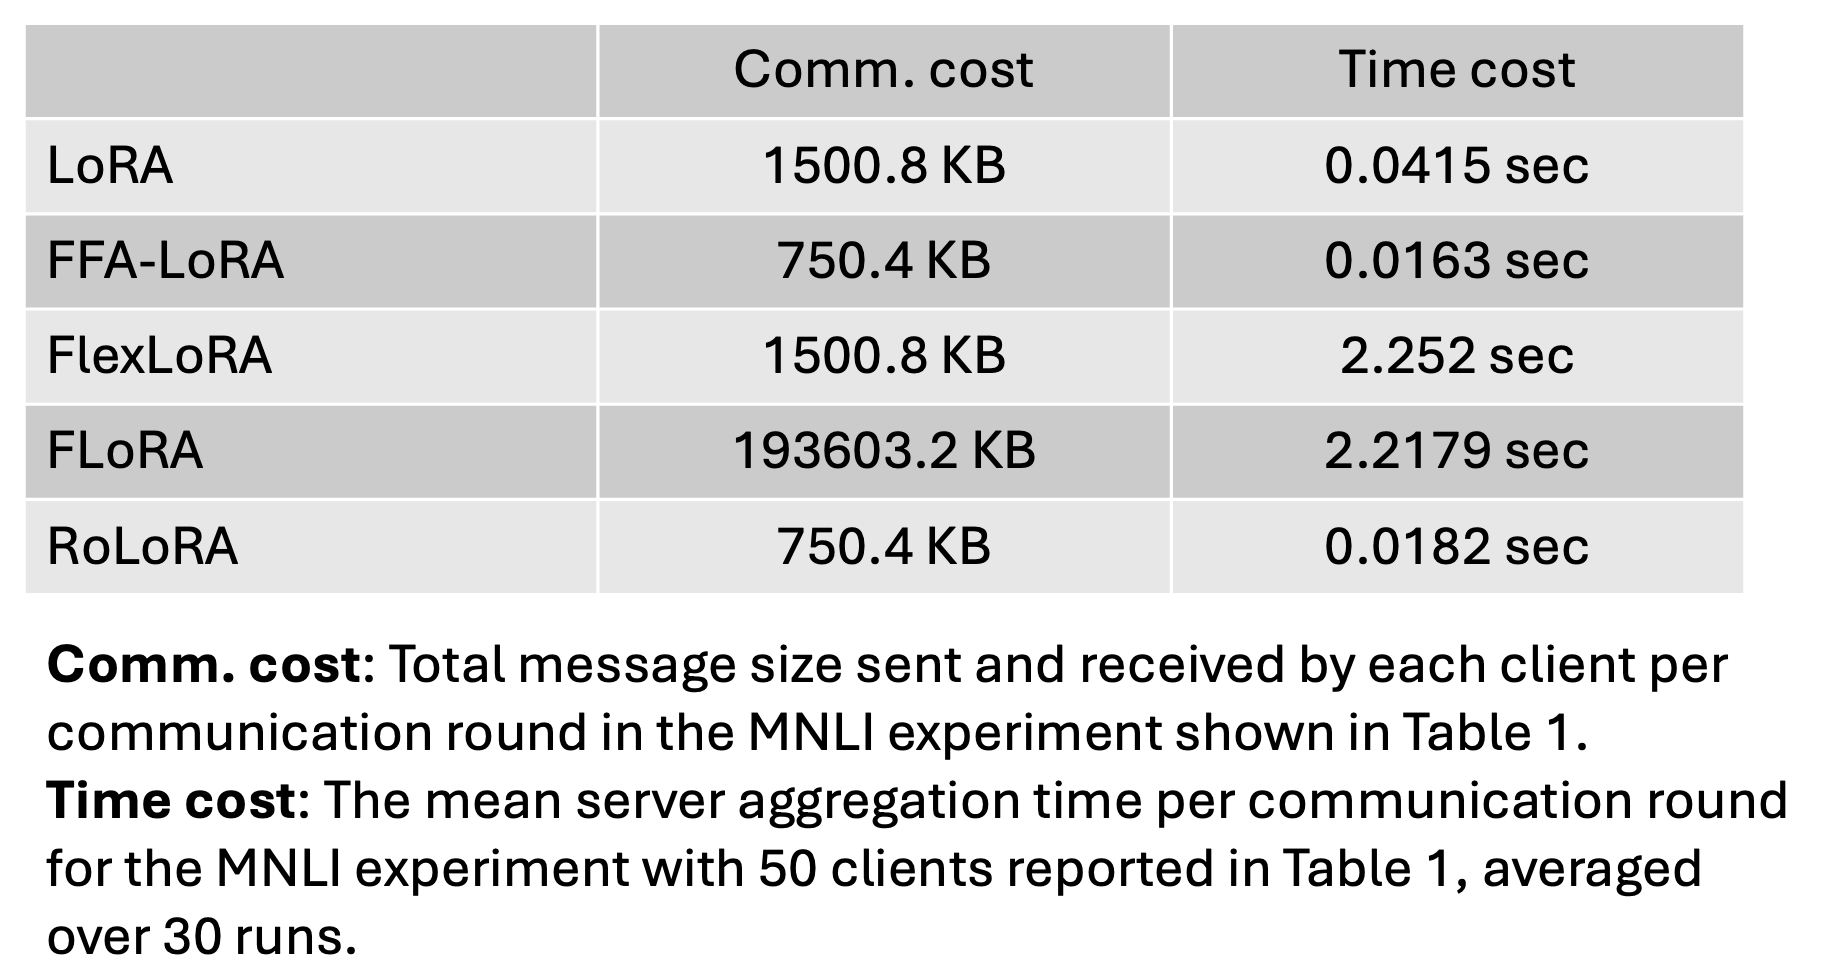 Comm. cost Time cost
LoRA 1500.8 KB 0.0415 sec
FFA-LoRA 750.4 KB 0.0163 sec
FlexLoRA 1500.8 KB 2.252 sec
FLoRA 193603.2 KB 2.2179 sec
RoLoRA 750.4 KB 0.0182 sec
Comm. cost: Total message size sent and received by each client per
communication round in the MNLI experiment shown in Table 1.
Time cost: The mean server aggregation time per communication round
for the MNLI experiment with 50 clients reported in Table 1, averaged
over 30 runs.